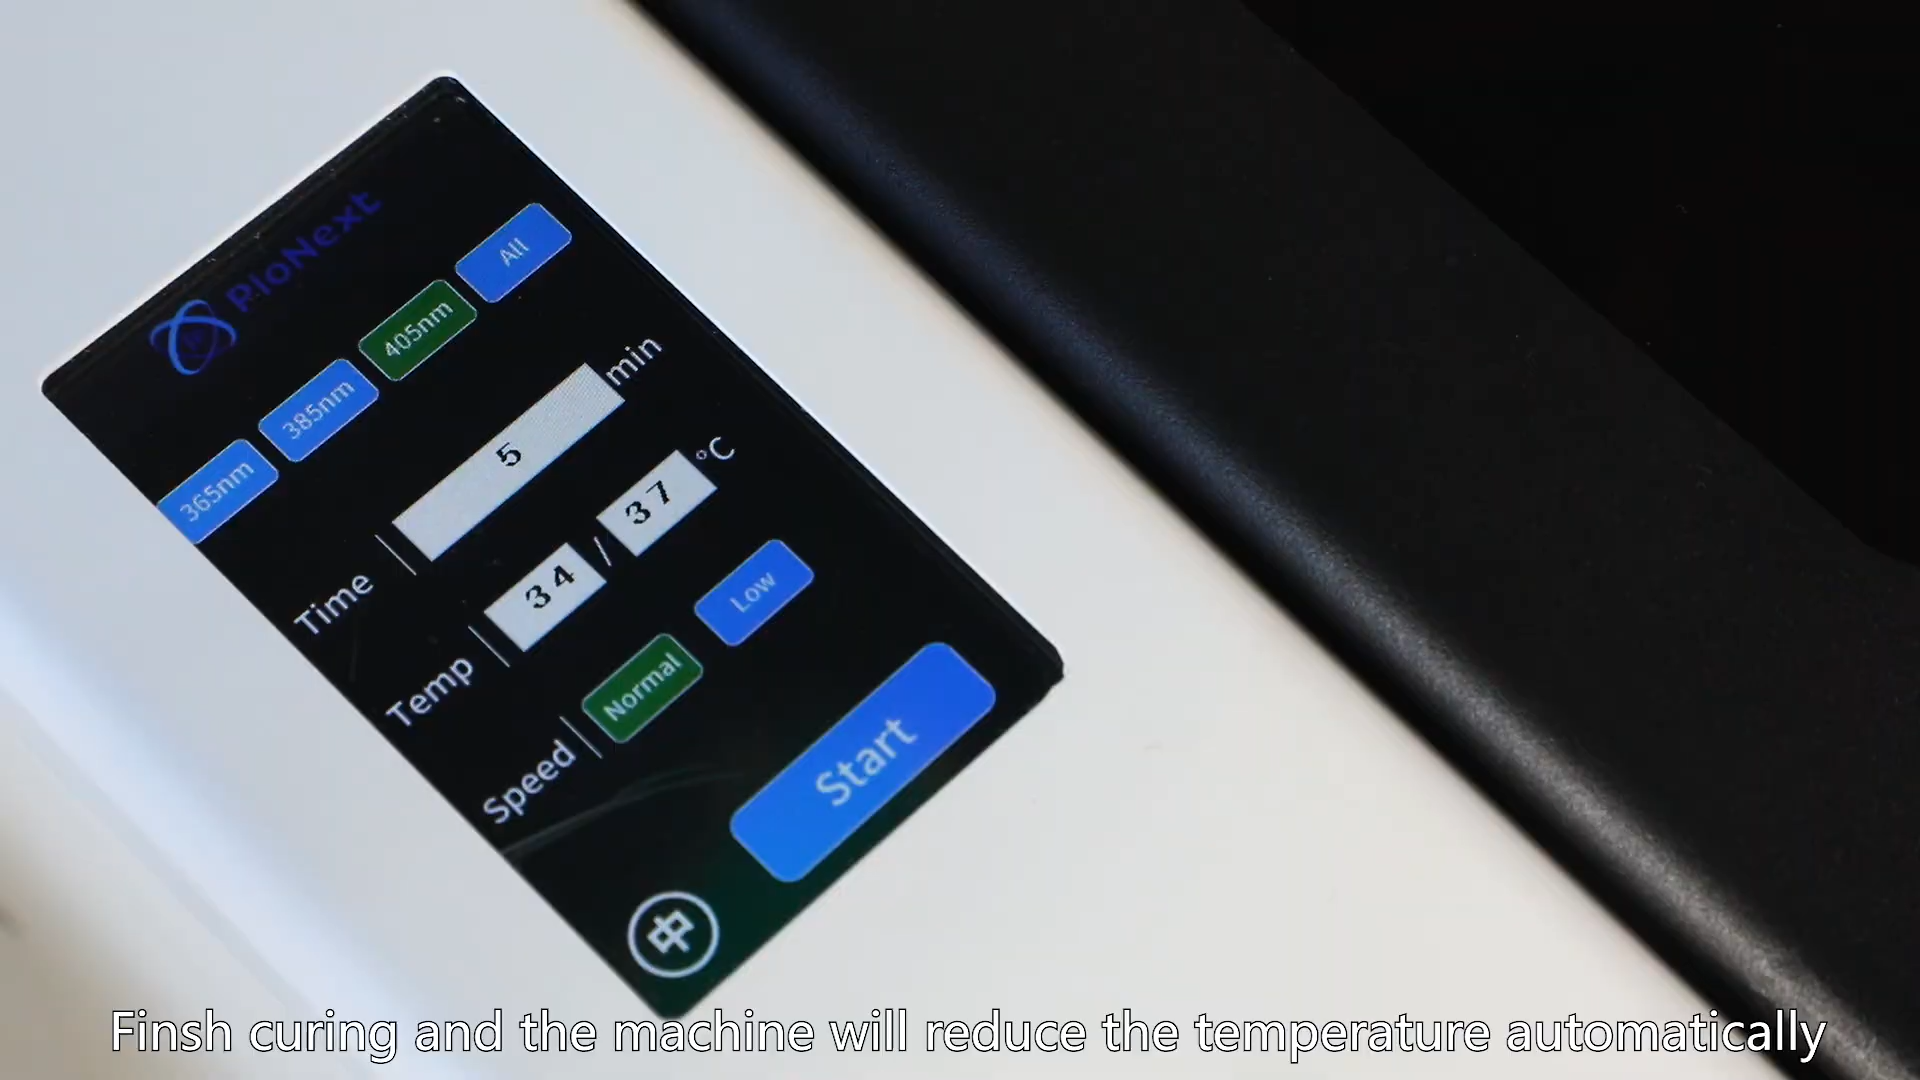 PioNext
365nm 385nm 405nm All
Time | 5 min
Temp | 34 / 37 °C
Speed | Normal Low
Start
中
Finsh curing and the machine will reduce the temperature automatically